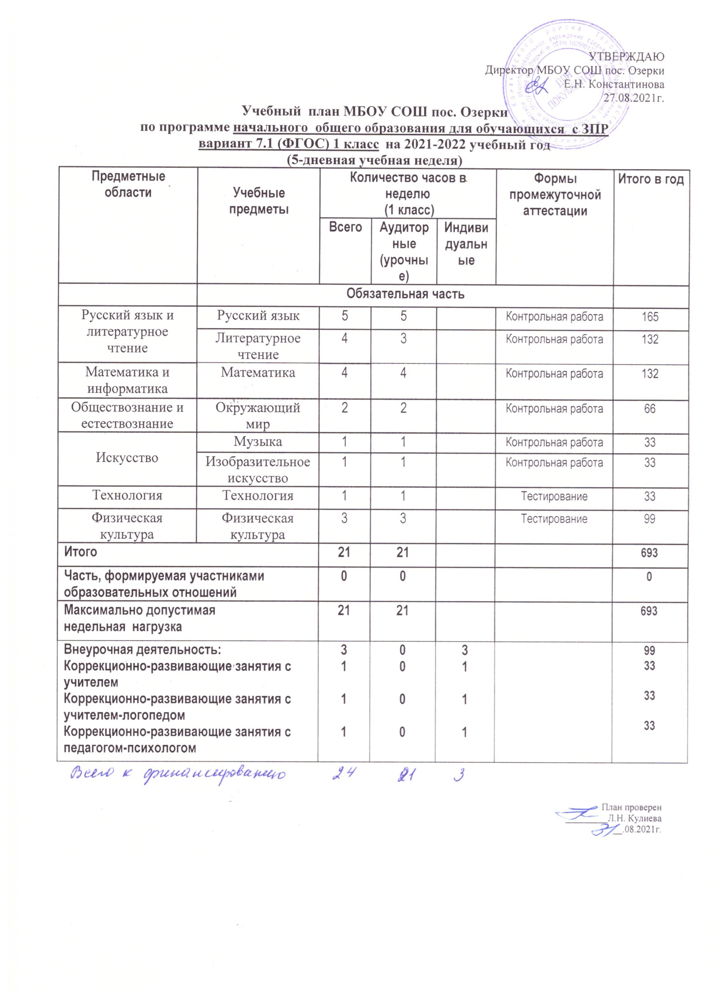 УТВЕРЖДАЮ
Директор МБОУ СОШ пос. Озерки
Е.Н. Константинова
27.08.2021г.
ДЛЯ
ДОКУМЕНТОВ
Учебный план МБОУ СОШ пос. Озерки
по программе начального общего образования для обучающихся с ЗПР
вариант 7.1 (ФГОС) 1 класс на 2021-2022 учебный год
(5-дневная учебная неделя)
Предметные
области
Учебные
предметы
Количество часов в
неделю
(1 класс)
Формы
промежуточной
аттестации
Итого в год
Всего
Аудитор
ные
(урочны
е)
Индиви
дуальн
ые
Обязательная часть
Русский язык и
литературное
чтение
Русский язык 5 5 Контрольная работа 165
Литературное
чтение
4 3 Контрольная работа 132
Математика и
информатика
Математика 4 4 Контрольная работа 132
Обществознание и
естествознание
Окружающий
мир
2 2 Контрольная работа 66
Искусство
Музыка 1 1 Контрольная работа 33
Изобразительное
искусство
1 1 Контрольная работа 33
Технология Технология 1 1 Тестирование 33
Физическая
культура
Физическая
культура
3 3 Тестирование 99
Итого 21 21 693
Часть, формируемая участниками
образовательных отношений
0 0 0
Максимально допустимая
недельная нагрузка
21 21 693
Внеурочная деятельность: 3 0 3 99
Коррекционно-развивающие занятия с 1 0 1 33
учителем
Коррекционно-развивающие занятия с 1 0 1 33
учителем-логопедом
Коррекционно-развивающие занятия с 1 0 1 33
педагогом-психологом
Всего к финансированию 24 21 3
План проверен
Л.Н. Кулиева
31.08.2021г.